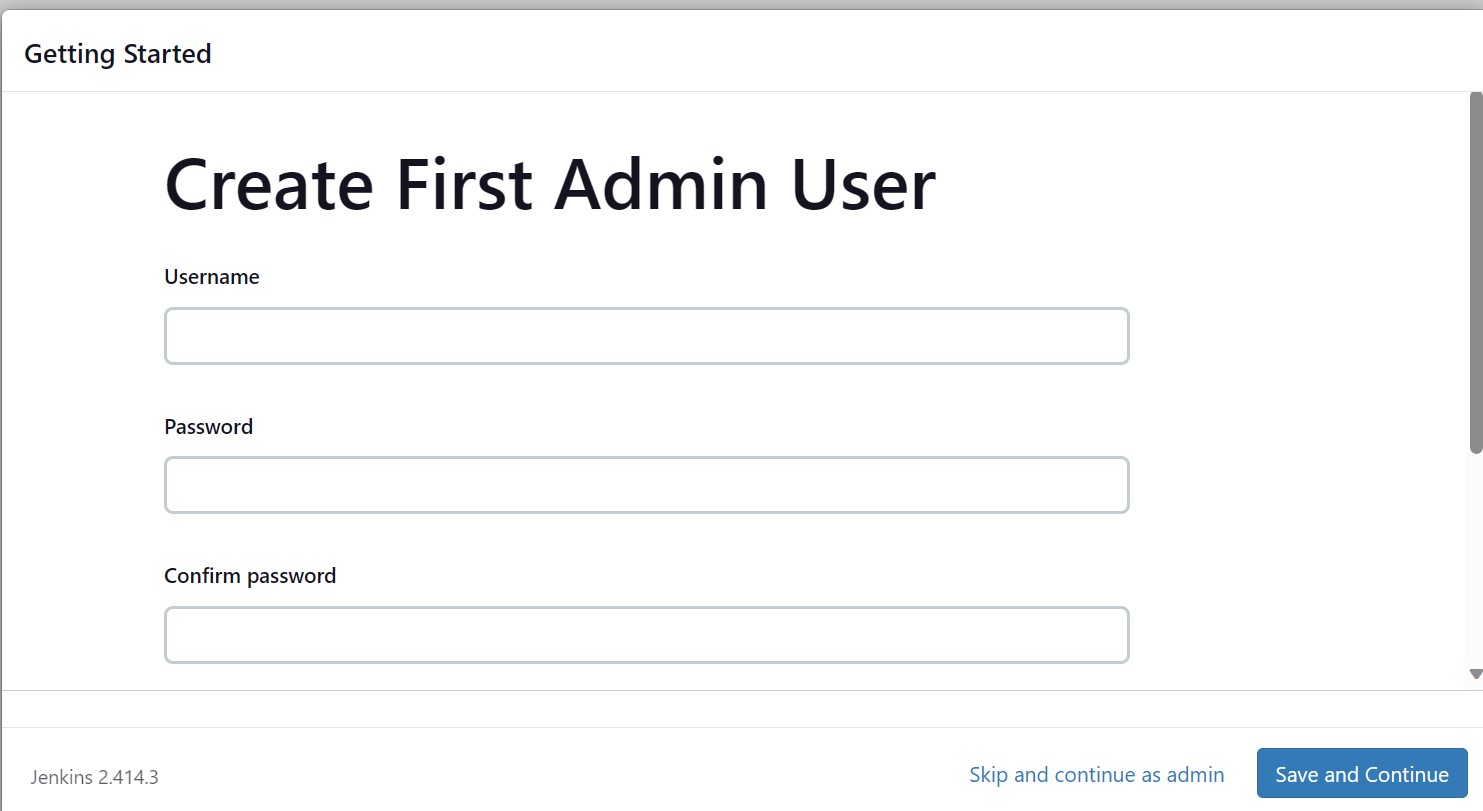 Getting Started
Create First Admin User
Username
Password
Confirm password
Jenkins 2.414.3
Skip and continue as admin
Save and Continue